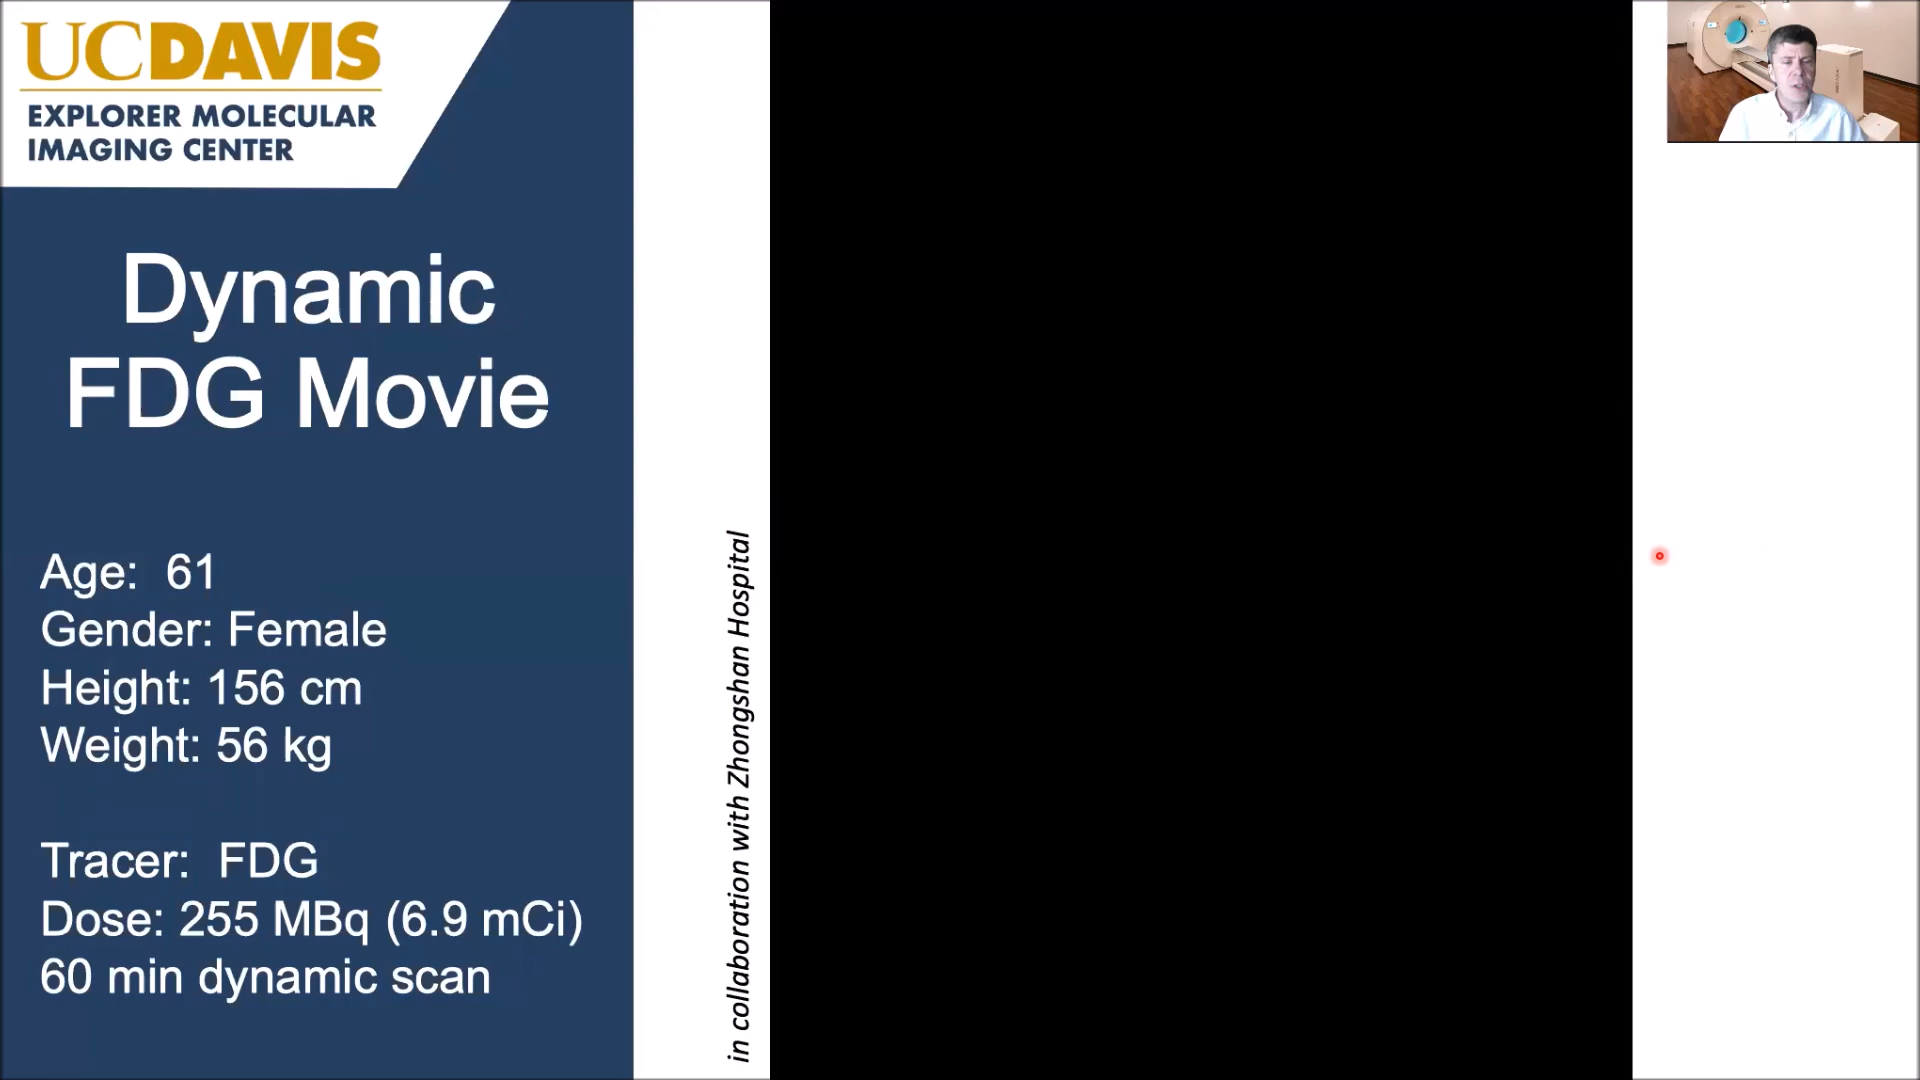 UCDAVIS
EXPLORER MOLECULAR
IMAGING CENTER
Dynamic
FDG Movie
Age: 61
Gender: Female
Height: 156 cm
Weight: 56 kg
Tracer: FDG
Dose: 255 MBq (6.9 mCi)
60 min dynamic scan
in collaboration with Zhongshan Hospital